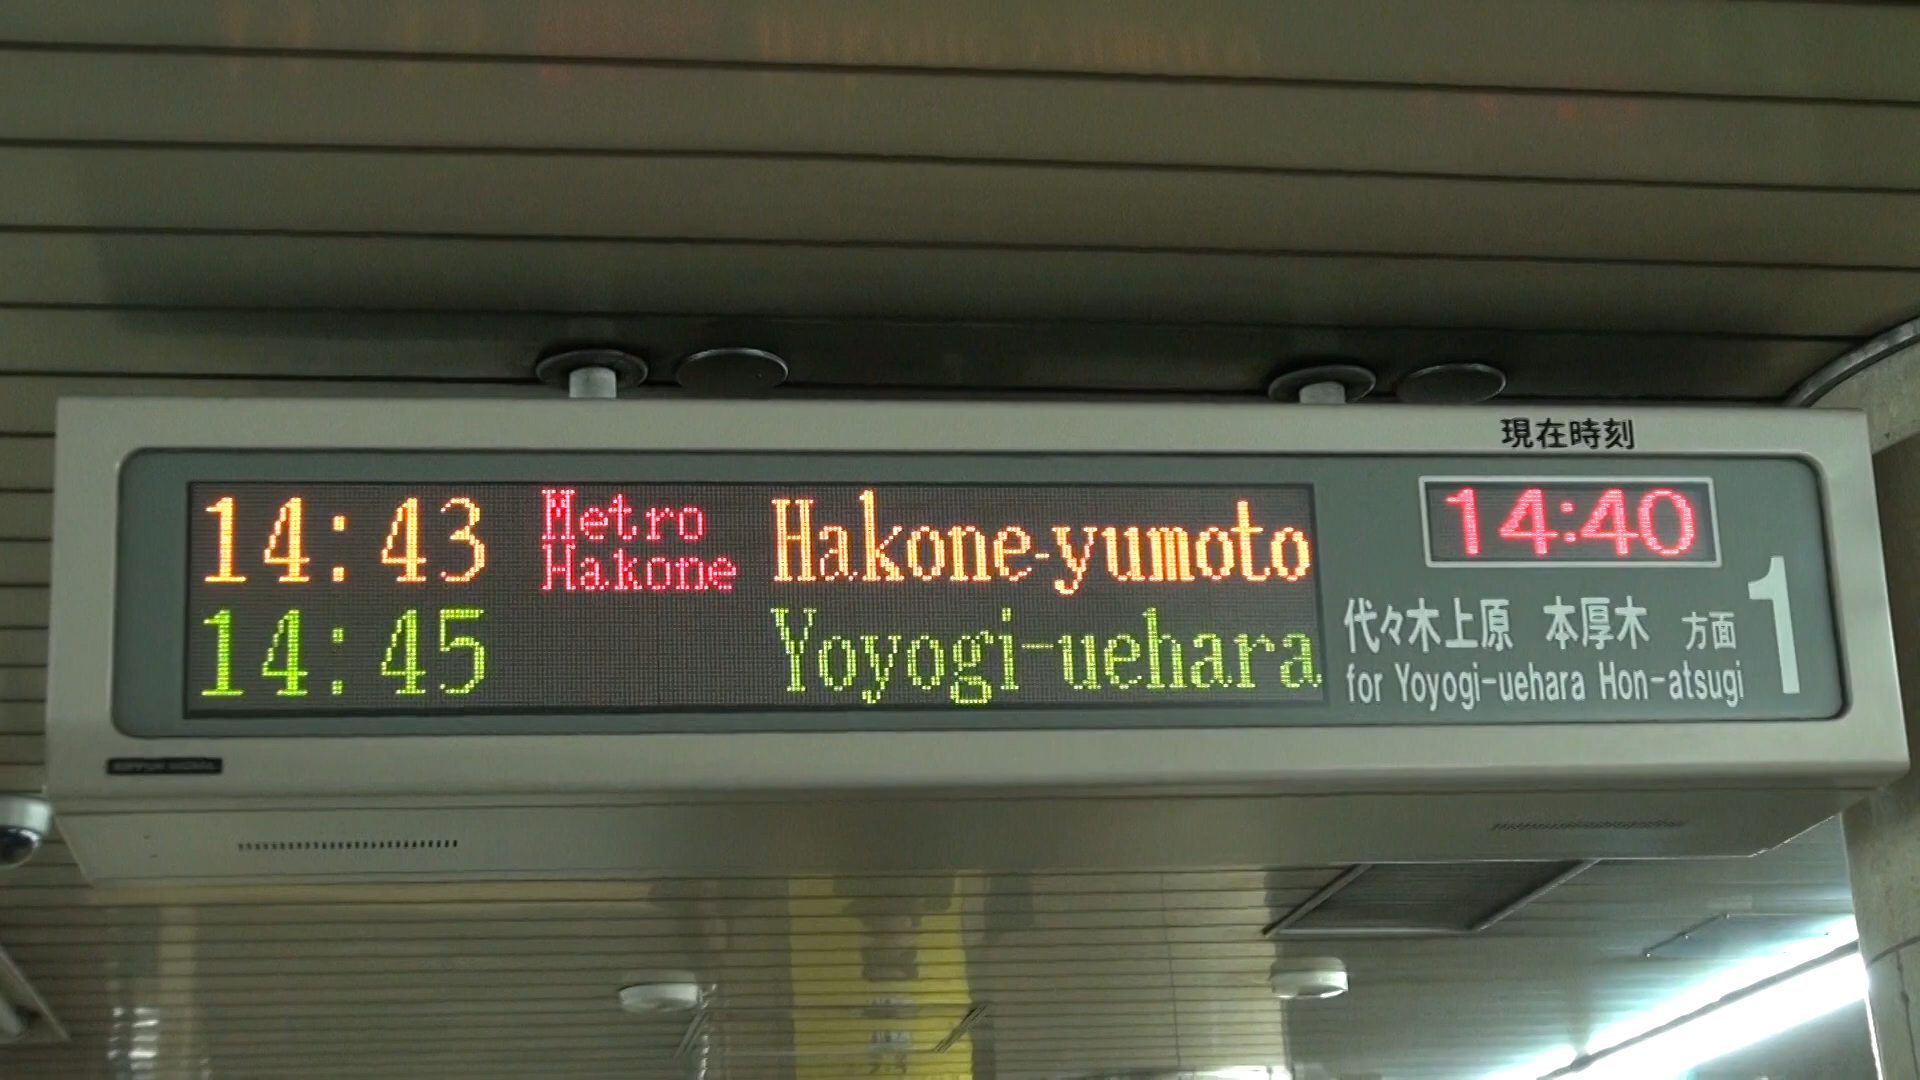 現在時刻
14:43 Metro Hakone Hakone-yumoto
14:45 Yoyogi-uehara
14:40
代々木上原 本厚木 方面
for Yoyogi-uehara Hon-atsugi
1